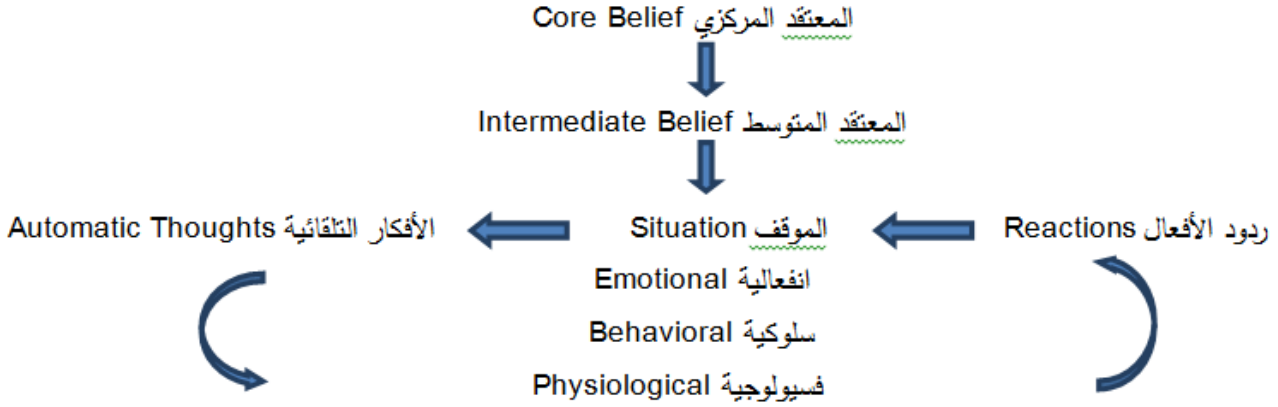 المعتقد المركزي Core Belief
المعتقد المتوسط Intermediate Belief
ردود الأفعال Reactions
الموقف Situation
الأفكار التلقائية Automatic Thoughts
انفعالية Emotional
سلوكية Behavioral
فسيولوجية Physiological